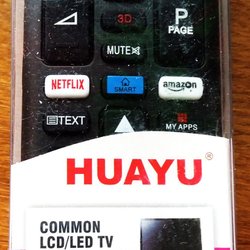 3D
P
PAGE
MUTE
NETFLIX
SMART
amazon
TEXT
MY APPS
HUAYU®
COMMON
LCD/LED TV